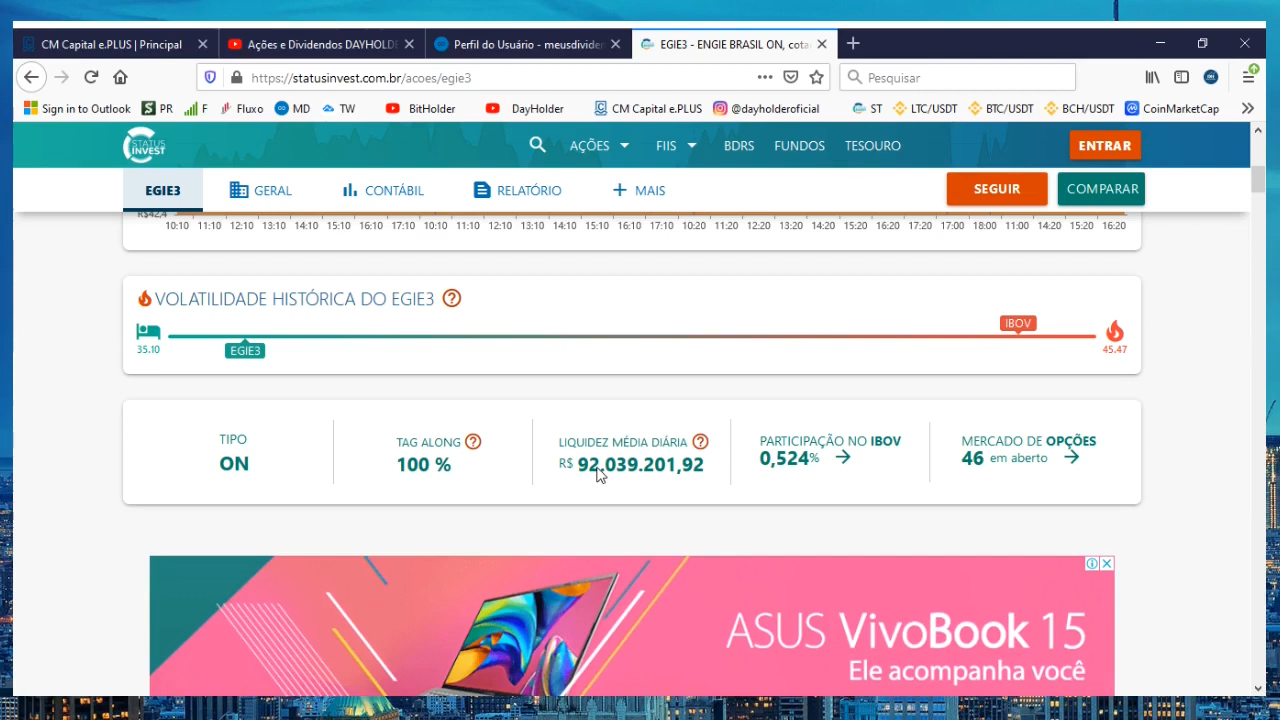 CM Capital e.PLUS | Principal
Ações e Dividendos DAYHOLDE
Perfil do Usuário - meusdividen
EGIE3 - ENGIE BRASIL ON, cota
https://statusinvest.com.br/acoes/egie3
Pesquisar
Sign in to Outlook
PR
F
Fluxo
MD
TW
BitHolder
DayHolder
CM Capital e.PLUS
@dayholderoficial
ST
LTC/USDT
BTC/USDT
BCH/USDT
CoinMarketCap
STATUS
INVEST
AÇÕES
FIIS
BDRS
FUNDOS
TESOURO
ENTRAR
EGIE3
GERAL
CONTÁBIL
RELATÓRIO
MAIS
SEGUIR
COMPARAR
R$42,4
10:10 11:10 12:10 13:10 14:10 15:10 16:10 17:10 10:10 11:10 12:10 13:10 14:10 15:10 16:10 17:10 10:20 11:20 12:20 13:20 14:20 15:20 16:20 17:20 17:00 18:00 11:00 14:20 15:20 16:20
VOLATILIDADE HISTÓRICA DO EGIE3
IBOV
35.10
EGIE3
45.47
TIPO
ON
TAG ALONG
100 %
LIQUIDEZ MÉDIA DIÁRIA
R$ 92.039.201,92
PARTICIPAÇÃO NO IBOV
0,524%
MERCADO DE OPÇÕES
46 em aberto
ASUS VivoBook 15
Ele acompanha você